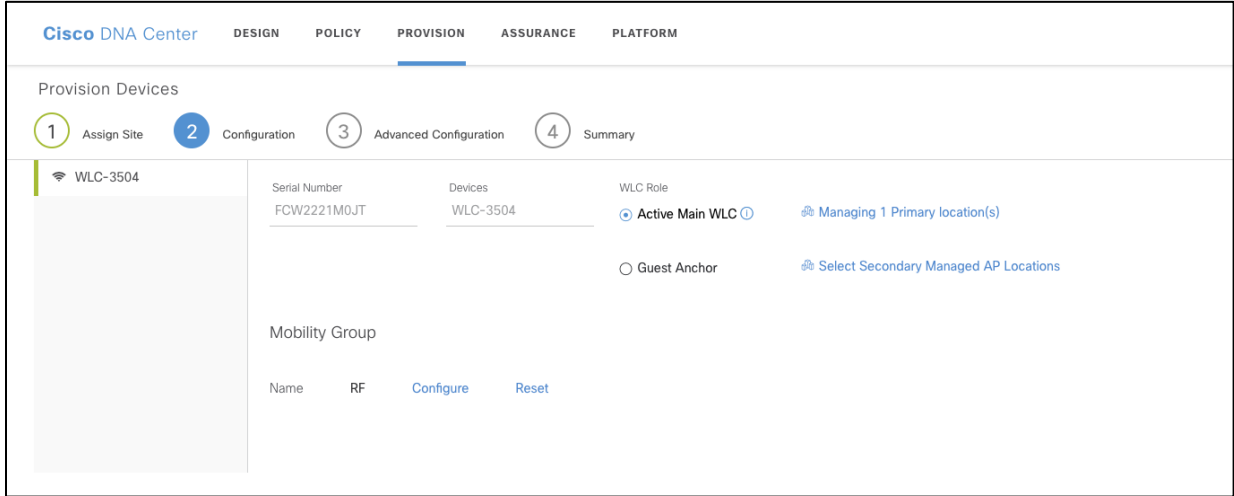 Cisco DNA Center DESIGN POLICY PROVISION ASSURANCE PLATFORM
Provision Devices
1 Assign Site 2 Configuration 3 Advanced Configuration 4 Summary
WLC-3504
Serial Number Devices WLC Role
FCW2221M0JT WLC-3504 Active Main WLC Managing 1 Primary location(s)
Guest Anchor Select Secondary Managed AP Locations
Mobility Group
Name RF Configure Reset